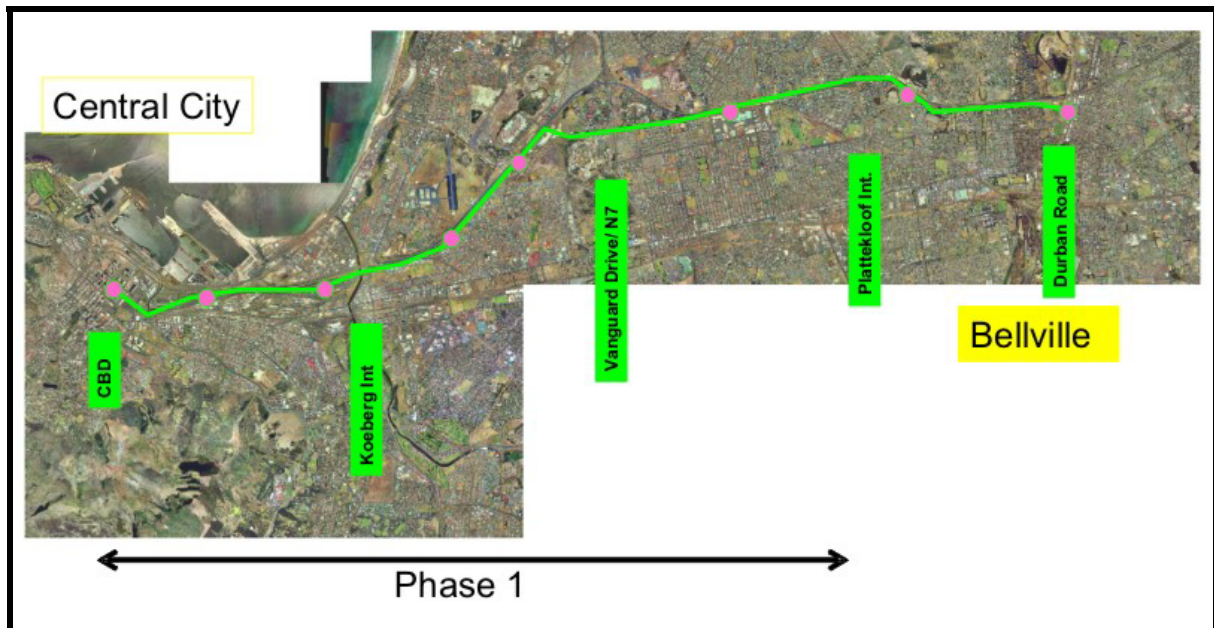 Central City
CBD
Koeberg Int
Vanguard Drive/ N7
Plattekloof Int.
Durban Road
Bellville
Phase 1